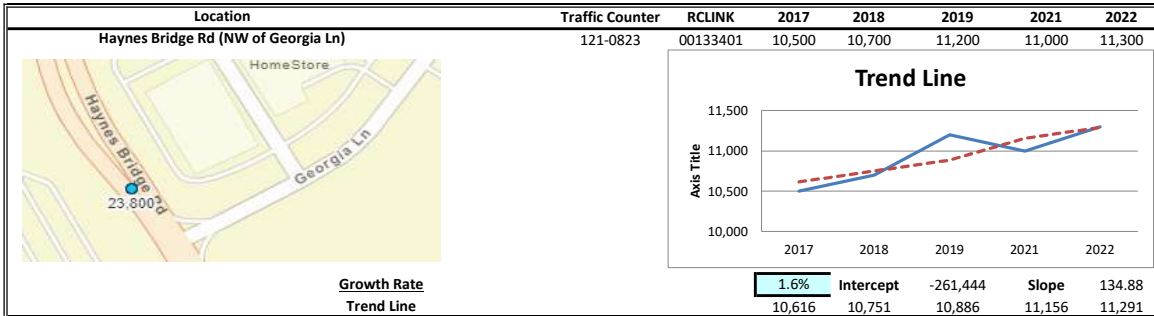 Location Traffic Counter RCLINK 2017 2018 2019 2021 2022
Haynes Bridge Rd (NW of Georgia Ln) 121-0823 00133401 10,500 10,700 11,200 11,000 11,300
HomeStore
Haynes Bridge Rd
Georgia Ln
23,800
Trend Line
Axis Title
11,500
11,000
10,500
10,000
2017 2018 2019 2021 2022
Growth Rate 1.6% Intercept -261,444 Slope 134.88
Trend Line 10,616 10,751 10,886 11,156 11,291